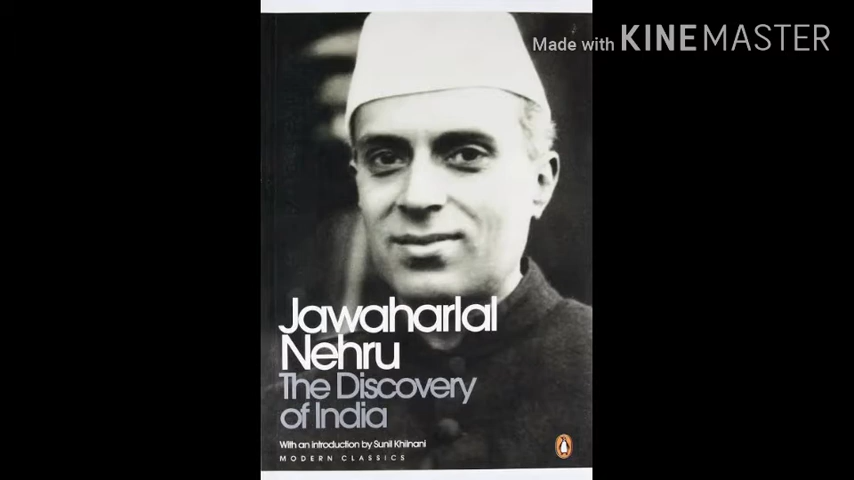 Made with KINEMASTER
Jawaharlal
Nehru
The Discovery
of India
With an introduction by Sunil Khilnani
MODERN CLASSICS